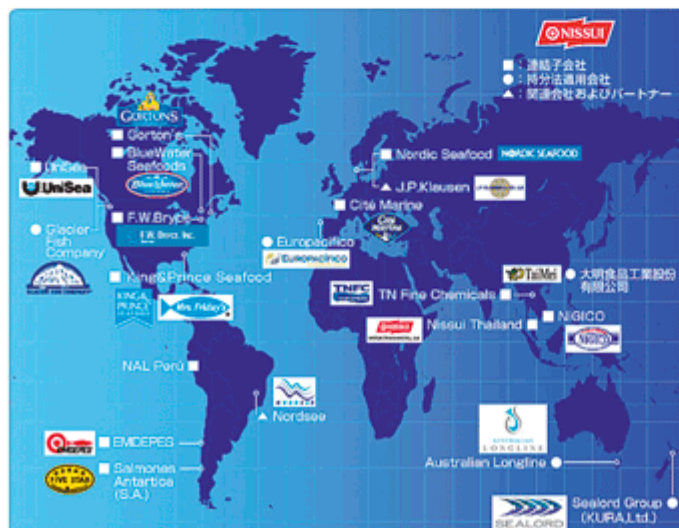 NISSUI
■：連結子会社
●：持分法適用会社
▲：関連会社およびパートナー
GORTON'S
Gorton's
BlueWater
Seafoods
BlueWater
UniSea
UniSea
F.W.Bryce
F.W. BRYCE, INC.
Glacier
Fish
Company
King&Prince Seafood
KING &
PRINCE
Mrs. Friday's
NAL Perú
Nordsee
EMDEPES
EMDEPES
Salmones
Antartica
(S.A.)
FIVE STAR
Nordic Seafood
NORDIC SEAFOOD
J.P.Klausen
Cité Marine
Cité
Marine
Europacifico
EUROPACIFICO
TaiMei
大明食品工業股份
有限公司
TNFC
TN Fine Chemicals
NISSUI
Nissui Thailand
NIGICO
NIGICO
AUSTRALIAN
LONGLINE
Australian Longline
SEALORD
Sealord Group
(KURA,Ltd.)